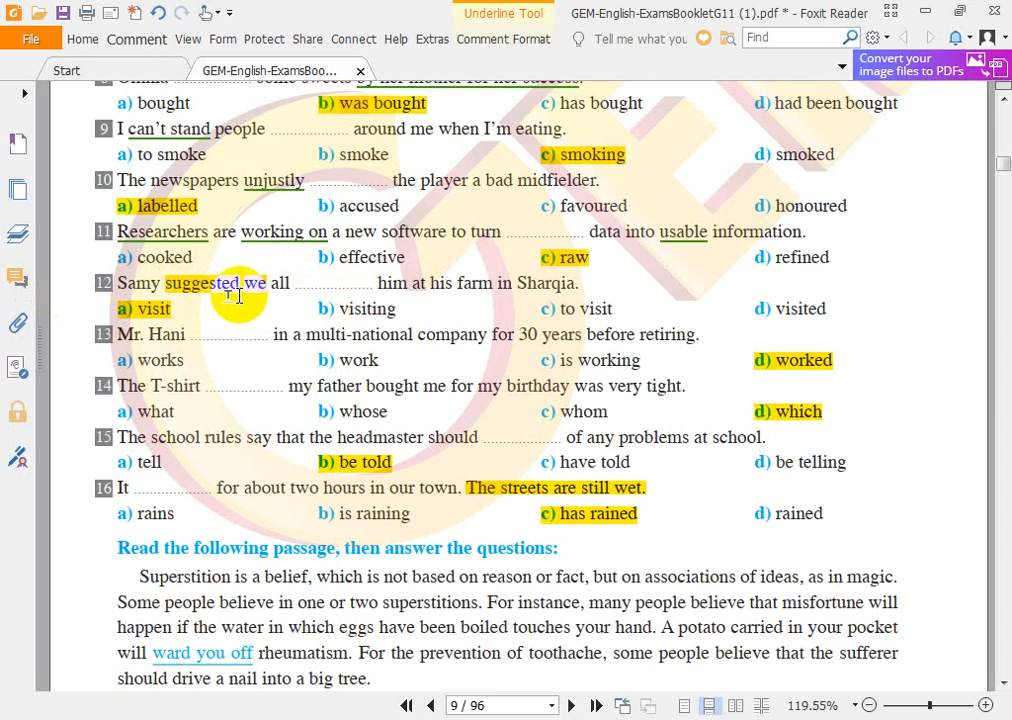 Underline Tool
GEM-English-ExamsBookletG11 (1).pdf * - Foxit Reader
File Home Comment View Form Protect Share Connect Help Extras Comment Format Tell me what you Find
Start GEM-English-ExamsBoo... Convert your image files to PDFs
some sweets by her mother for her success.
a) bought b) was bought c) has bought d) had been bought
9 I can't stand people .................... around me when I'm eating.
a) to smoke b) smoke c) smoking d) smoked
10 The newspapers unjustly .................... the player a bad midfielder.
a) labelled b) accused c) favoured d) honoured
11 Researchers are working on a new software to turn .................... data into usable information.
a) cooked b) effective c) raw d) refined
12 Samy suggested we all .................... him at his farm in Sharqia.
a) visit b) visiting c) to visit d) visited
13 Mr. Hani .................... in a multi-national company for 30 years before retiring.
a) works b) work c) is working d) worked
14 The T-shirt .................... my father bought me for my birthday was very tight.
a) what b) whose c) whom d) which
15 The school rules say that the headmaster should .................... of any problems at school.
a) tell b) be told c) have told d) be telling
16 It .................... for about two hours in our town. The streets are still wet.
a) rains b) is raining c) has rained d) rained
Read the following passage, then answer the questions:
Superstition is a belief, which is not based on reason or fact, but on associations of ideas, as in magic.
Some people believe in one or two superstitions. For instance, many people believe that misfortune will
happen if the water in which eggs have been boiled touches your hand. A potato carried in your pocket
will ward you off rheumatism. For the prevention of toothache, some people believe that the sufferer
should drive a nail into a big tree.
9 / 96 119.55%